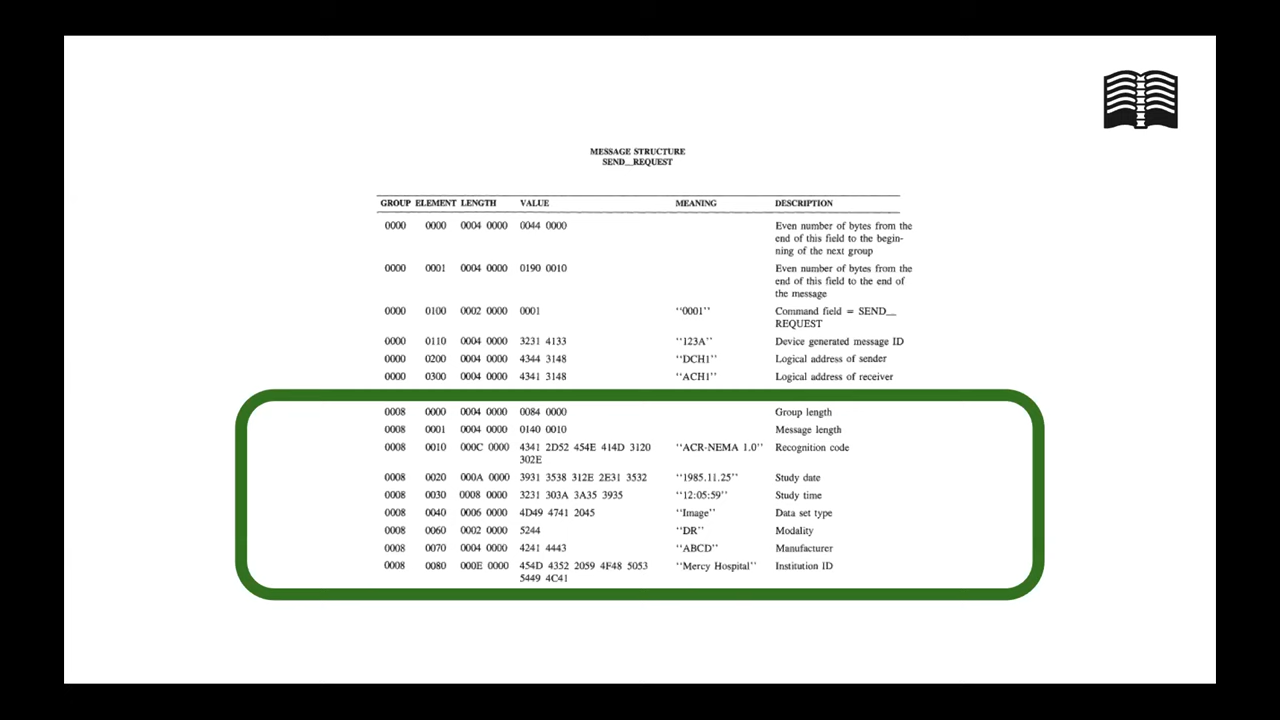 MESSAGE STRUCTURE
SEND__REQUEST
GROUP ELEMENT LENGTH VALUE MEANING DESCRIPTION
0000 0000 0004 0000 0044 0000 Even number of bytes from the
end of this field to the begin-
ning of the next group
0000 0001 0004 0000 0190 0010 Even number of bytes from the
end of this field to the end of
the message
0000 0100 0002 0000 0001 ‘‘0001’’ Command field = SEND__
REQUEST
0000 0110 0004 0000 3231 4133 ‘‘123A’’ Device generated message ID
0000 0200 0004 0000 4344 3148 ‘‘DCH1’’ Logical address of sender
0000 0300 0004 0000 4341 3148 ‘‘ACH1’’ Logical address of receiver
0008 0000 0004 0000 0084 0000 Group length
0008 0001 0004 0000 0140 0010 Message length
0008 0010 000C 0000 4341 2D52 454E 414D 3120 ‘‘ACR-NEMA 1.0’’ Recognition code
302E
0008 0020 000A 0000 3931 3538 312E 2E31 3532 ‘‘1985.11.25’’ Study date
0008 0030 0008 0000 3231 303A 3A35 3935 ‘‘12:05:59’’ Study time
0008 0040 0006 0000 4D49 4741 2045 ‘‘Image’’ Data set type
0008 0060 0002 0000 5244 ‘‘DR’’ Modality
0008 0070 0004 0000 4241 4443 ‘‘ABCD’’ Manufacturer
0008 0080 000E 0000 454D 4352 2059 4F48 5053 ‘‘Mercy Hospital’’ Institution ID
5449 4C41